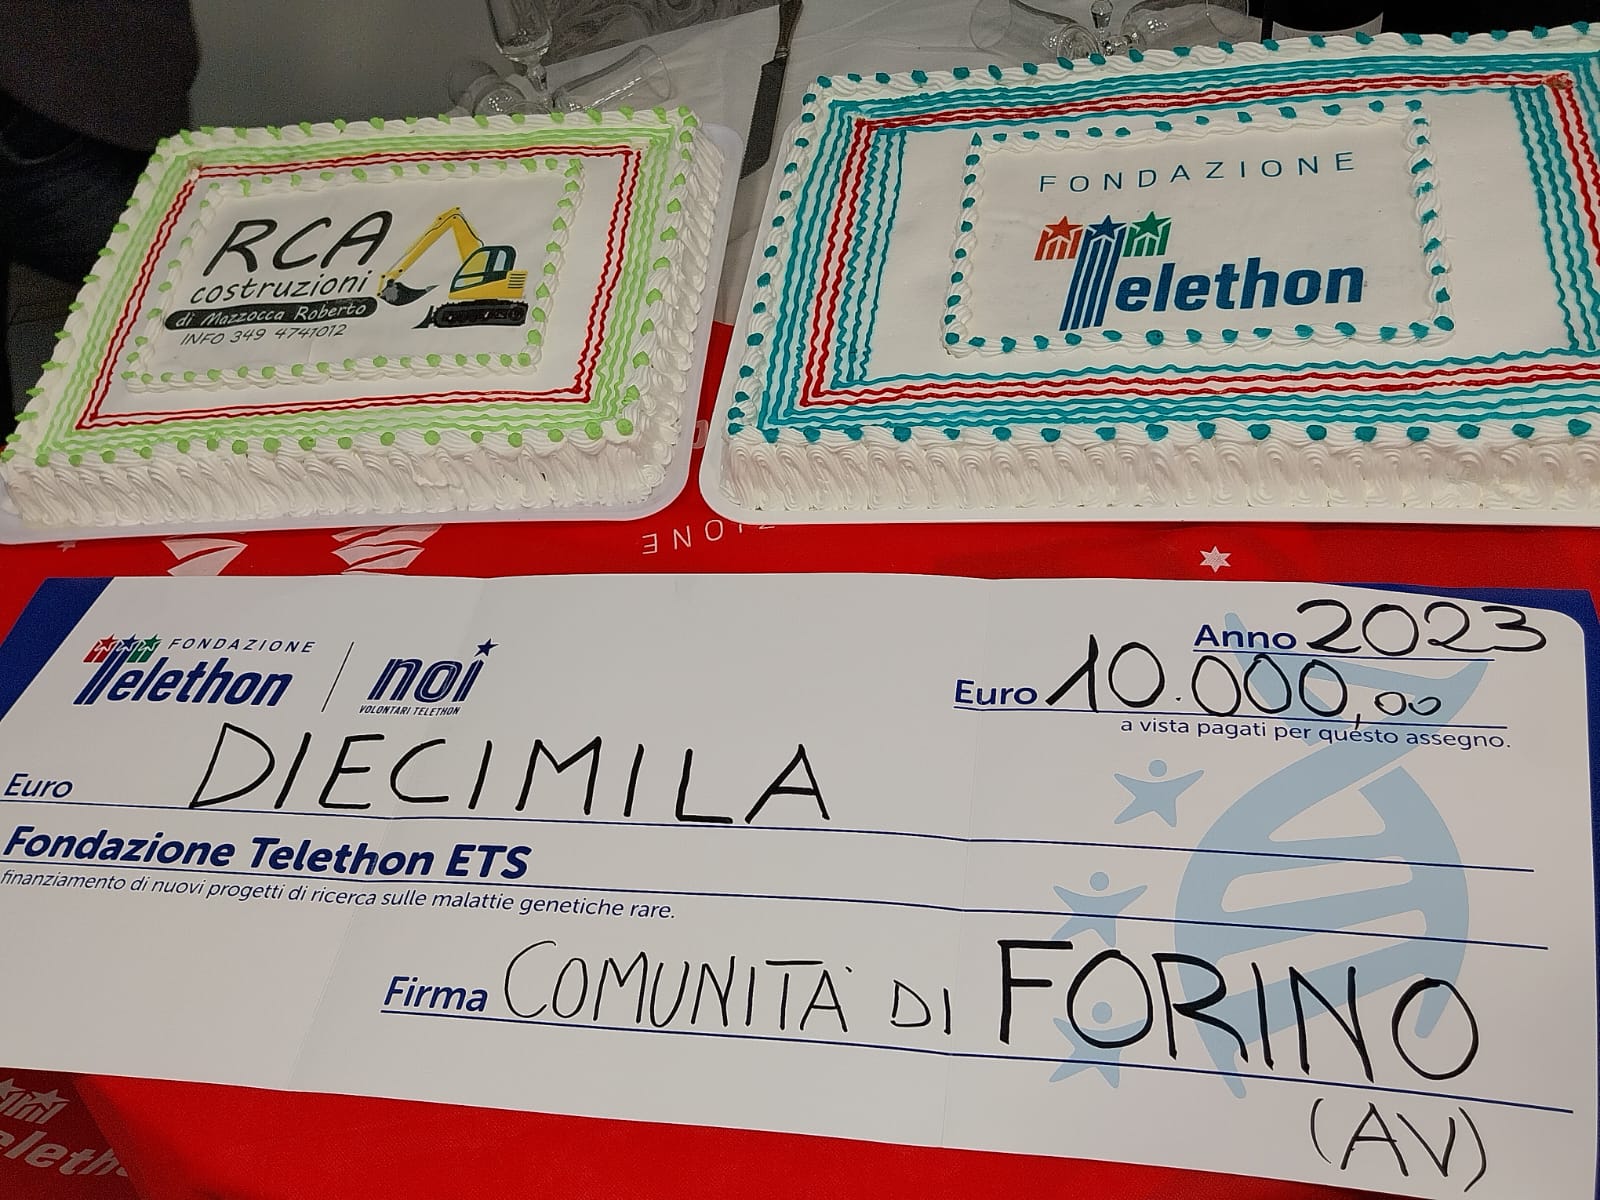 RCA
costruzioni
di Mazzocca Roberto
INFO 349 4741012
FONDAZIONE
Telethon
ZIONE
FONDAZIONE
Telethon
noi
VOLONTARI TELETHON
Anno 2023
Euro 10.000,00
a vista pagati per questo assegno.
Euro DIECIMILA
Fondazione Telethon ETS
finanziamento di nuovi progetti di ricerca sulle malattie genetiche rare.
Firma COMUNITÀ DI FORINO
(AV)
eleth